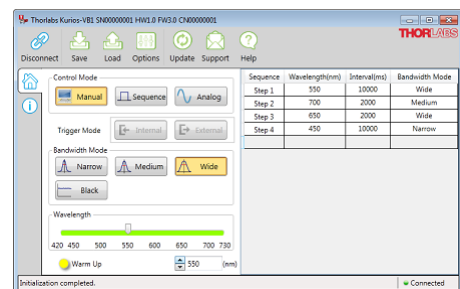 Thorlabs Kurios-VB1 SN00000001 HW1.0 FW3.0 CN00000001
THORLABS
Disconnect Save Load Options Update Support Help
Control Mode
Manual Sequence Analog
Trigger Mode Internal External
Bandwidth Mode
Narrow Medium Wide
Black
Wavelength
420 450 500 550 600 650 700 730
Warm Up 550 (nm)
Sequence Wavelength(nm) Interval(ms) Bandwidth Mode
Step 1 550 10000 Wide
Step 2 700 2000 Medium
Step 3 650 2000 Wide
Step 4 450 10000 Narrow
Initialization completed. Connected